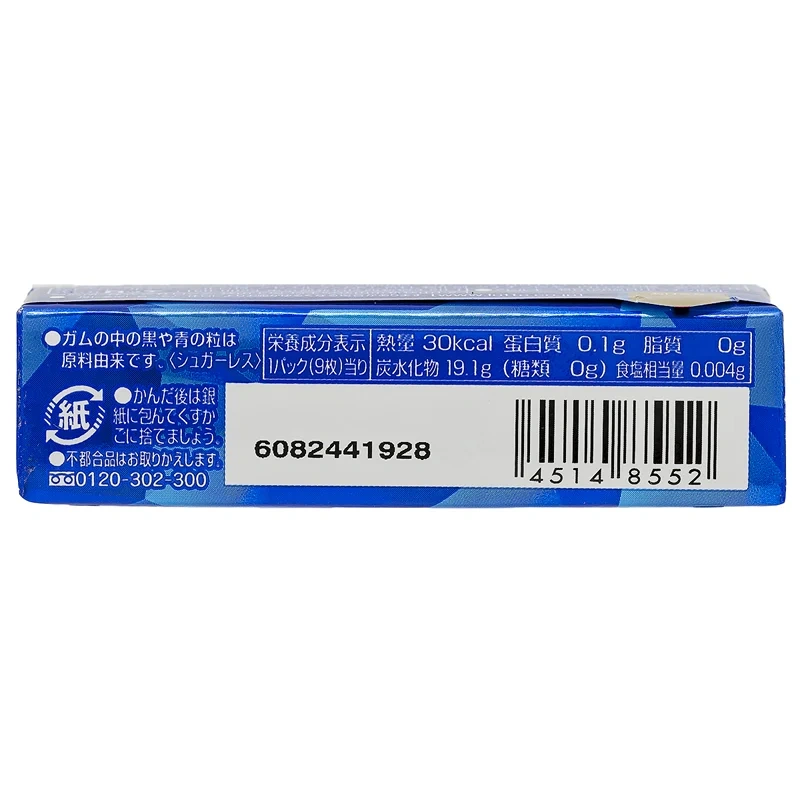 ●ガムの中の黒や青の粒は
原料由来です。〈シュガーレス〉
栄養成分表示
1パック(9枚)当り
熱量 30kcal 蛋白質 0.1g 脂質 0g
炭水化物 19.1g (糖類 0g) 食塩相当量 0.004g
紙
●かんだ後は銀
紙に包んでくずか
ごに捨てましょう。
●不都合品はお取りかえします。
0120-302-300
6082441928
4514 8552